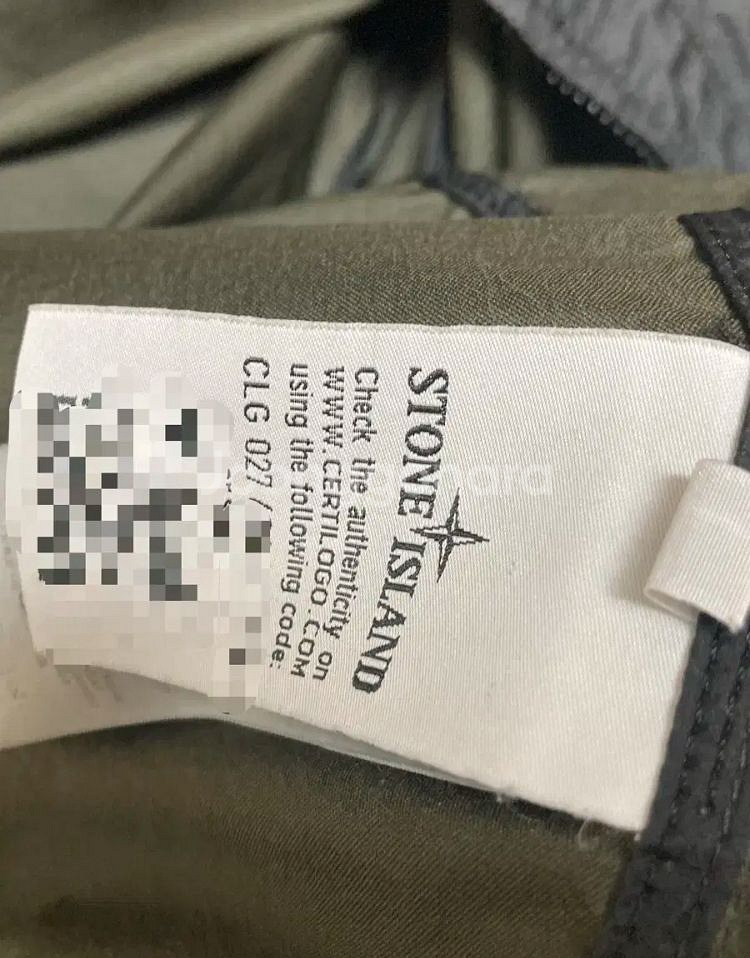 STONE ISLAND
Check the authenticity on
WWW.CERTILOGO.COM
using the following code:
CLG 027 /